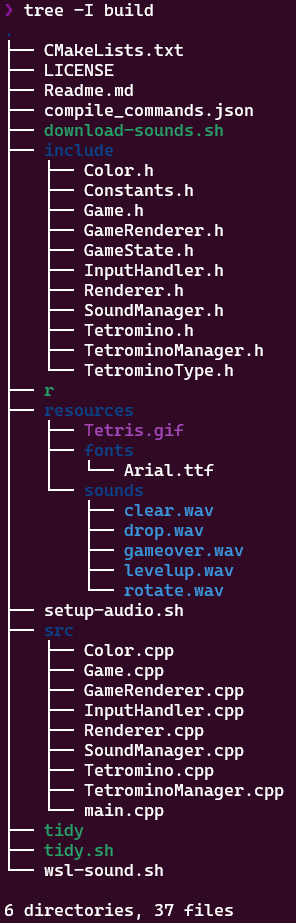 ❯ tree -I build
.
├── CMakeLists.txt
├── LICENSE
├── Readme.md
├── compile_commands.json
├── download-sounds.sh
├── include
│   ├── Color.h
│   ├── Constants.h
│   ├── Game.h
│   ├── GameRenderer.h
│   ├── GameState.h
│   ├── InputHandler.h
│   ├── Renderer.h
│   ├── SoundManager.h
│   ├── Tetromino.h
│   ├── TetrominoManager.h
│   └── TetrominoType.h
├── r
├── resources
│   ├── Tetris.gif
│   ├── fonts
│   │   └── Arial.ttf
│   └── sounds
│       ├── clear.wav
│       ├── drop.wav
│       ├── gameover.wav
│       ├── levelup.wav
│       └── rotate.wav
├── setup-audio.sh
├── src
│   ├── Color.cpp
│   ├── Game.cpp
│   ├── GameRenderer.cpp
│   ├── InputHandler.cpp
│   ├── Renderer.cpp
│   ├── SoundManager.cpp
│   ├── Tetromino.cpp
│   ├── TetrominoManager.cpp
│   └── main.cpp
├── tidy
├── tidy.sh
└── wsl-sound.sh
6 directories, 37 files